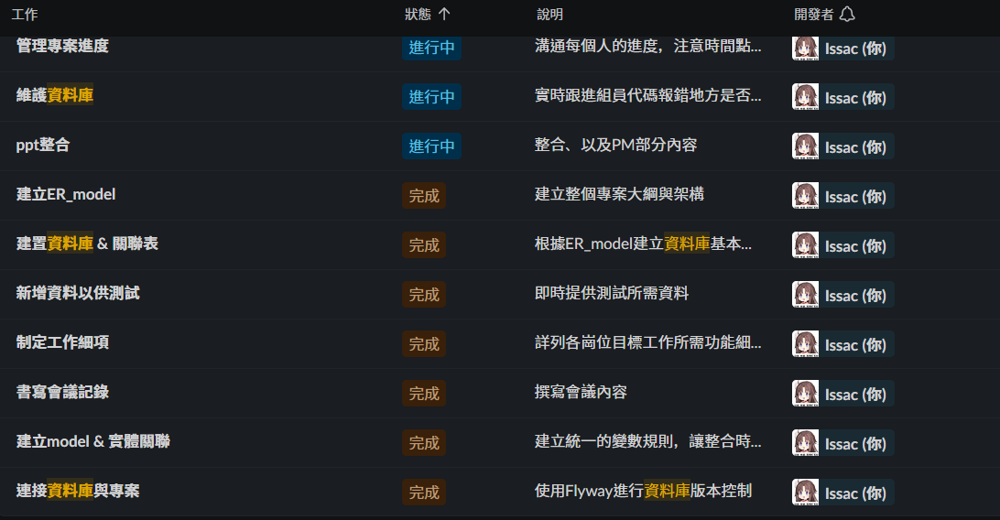 工作 狀態 ↑ 說明 開發者
管理專案進度 進行中 溝通每個人的進度，注意時間點... Issac (你)
維護資料庫 進行中 實時跟進組員代碼報錯地方是否... Issac (你)
ppt整合 進行中 整合、以及PM部分內容 Issac (你)
建立ER_model 完成 建立整個專案大綱與架構 Issac (你)
建置資料庫 & 關聯表 完成 根據ER_model建立資料庫基本... Issac (你)
新增資料以供測試 完成 即時提供測試所需資料 Issac (你)
制定工作細項 完成 詳列各崗位目標工作所需功能細... Issac (你)
書寫會議記錄 完成 撰寫會議內容 Issac (你)
建立model & 實體關聯 完成 建立統一的變數規則，讓整合時... Issac (你)
連接資料庫與專案 完成 使用Flyway進行資料庫版本控制 Issac (你)